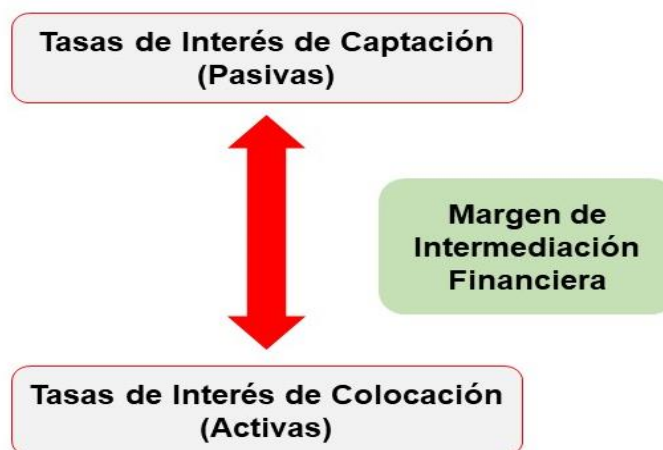 Tasas de Interés de Captación
(Pasivas)
Margen de
Intermediación
Financiera
Tasas de Interés de Colocación
(Activas)